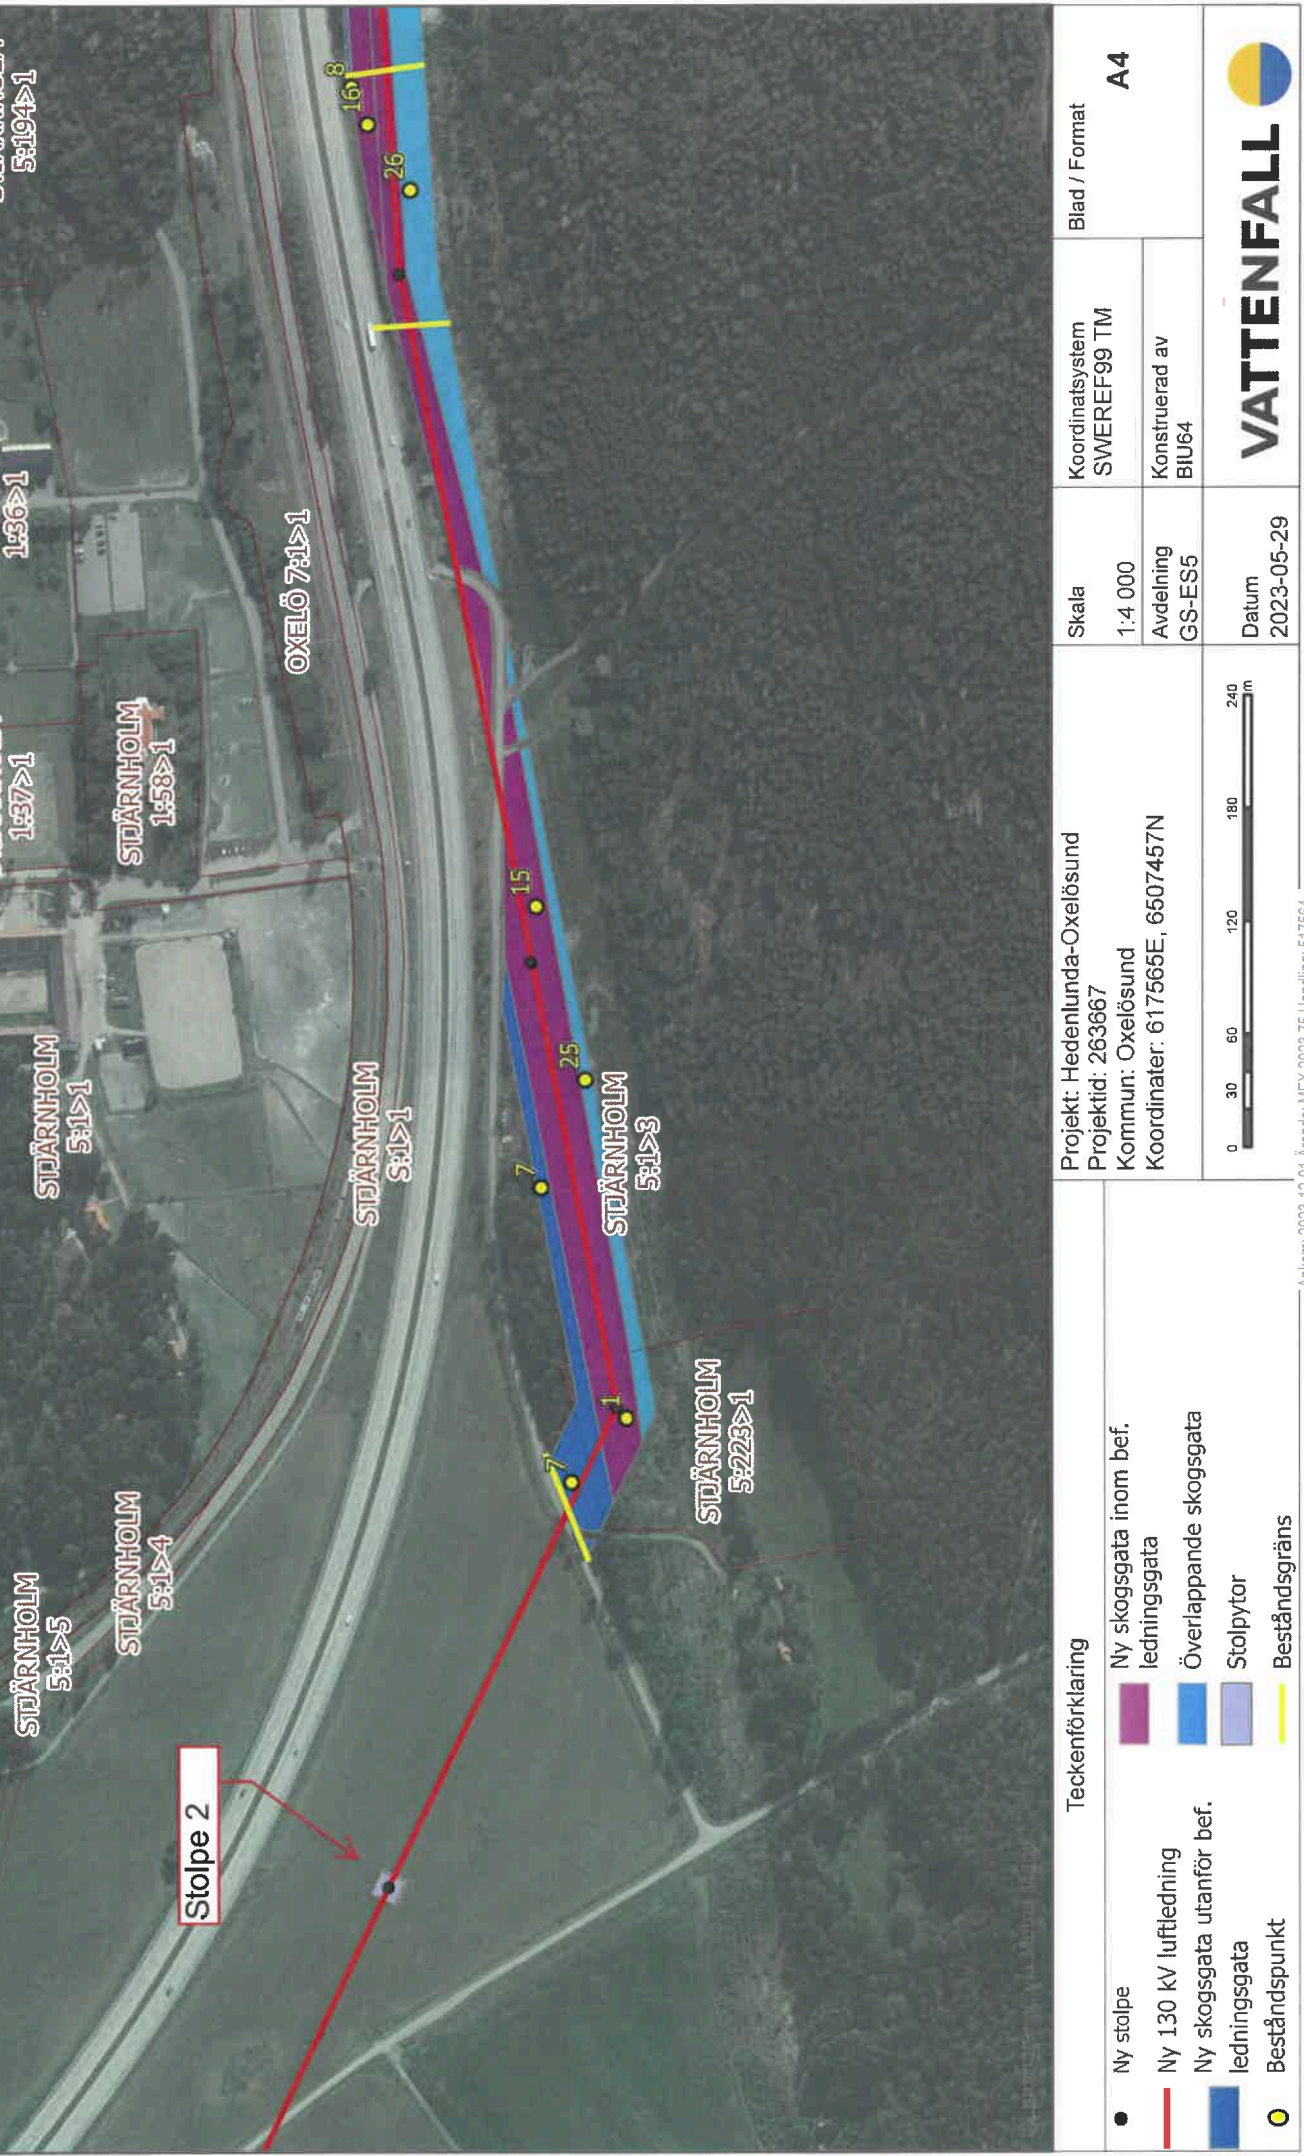 STJÄRNHOLM
5:1>5
STJÄRNHOLM
5:1>4
STJÄRNHOLM
5:1>1
STJÄRNHOLM
S:1>1
1:37>1
STJÄRNHOLM
1:58>1
1:36>1
OXELÖ 7:1>1
5:194>1
Stolpe 2
7
1
7
25
15
26
16
8
STJÄRNHOLM
5:1>3
STJÄRNHOLM
5:223>1
Teckenförklaring
Ny stolpe
Ny 130 kV luftledning
Ny skogsgata utanför bef.
ledningsgata
Beståndspunkt
Ny skogsgata inom bef.
ledningsgata
Överlappande skogsgata
Stolpytor
Beståndsgräns
Projekt: Hedenlunda-Oxelösund
Projektid: 263667
Kommun: Oxelösund
Koordinater: 617565E, 6507457N
0 30 60 120 180 240
m
Skala
1:4 000
Avdelning
GS-ES5
Datum
2023-05-29
Koordinatsystem
SWEREF99 TM
Konstruerad av
BIU64
Blad / Format
A4
VATTENFALL